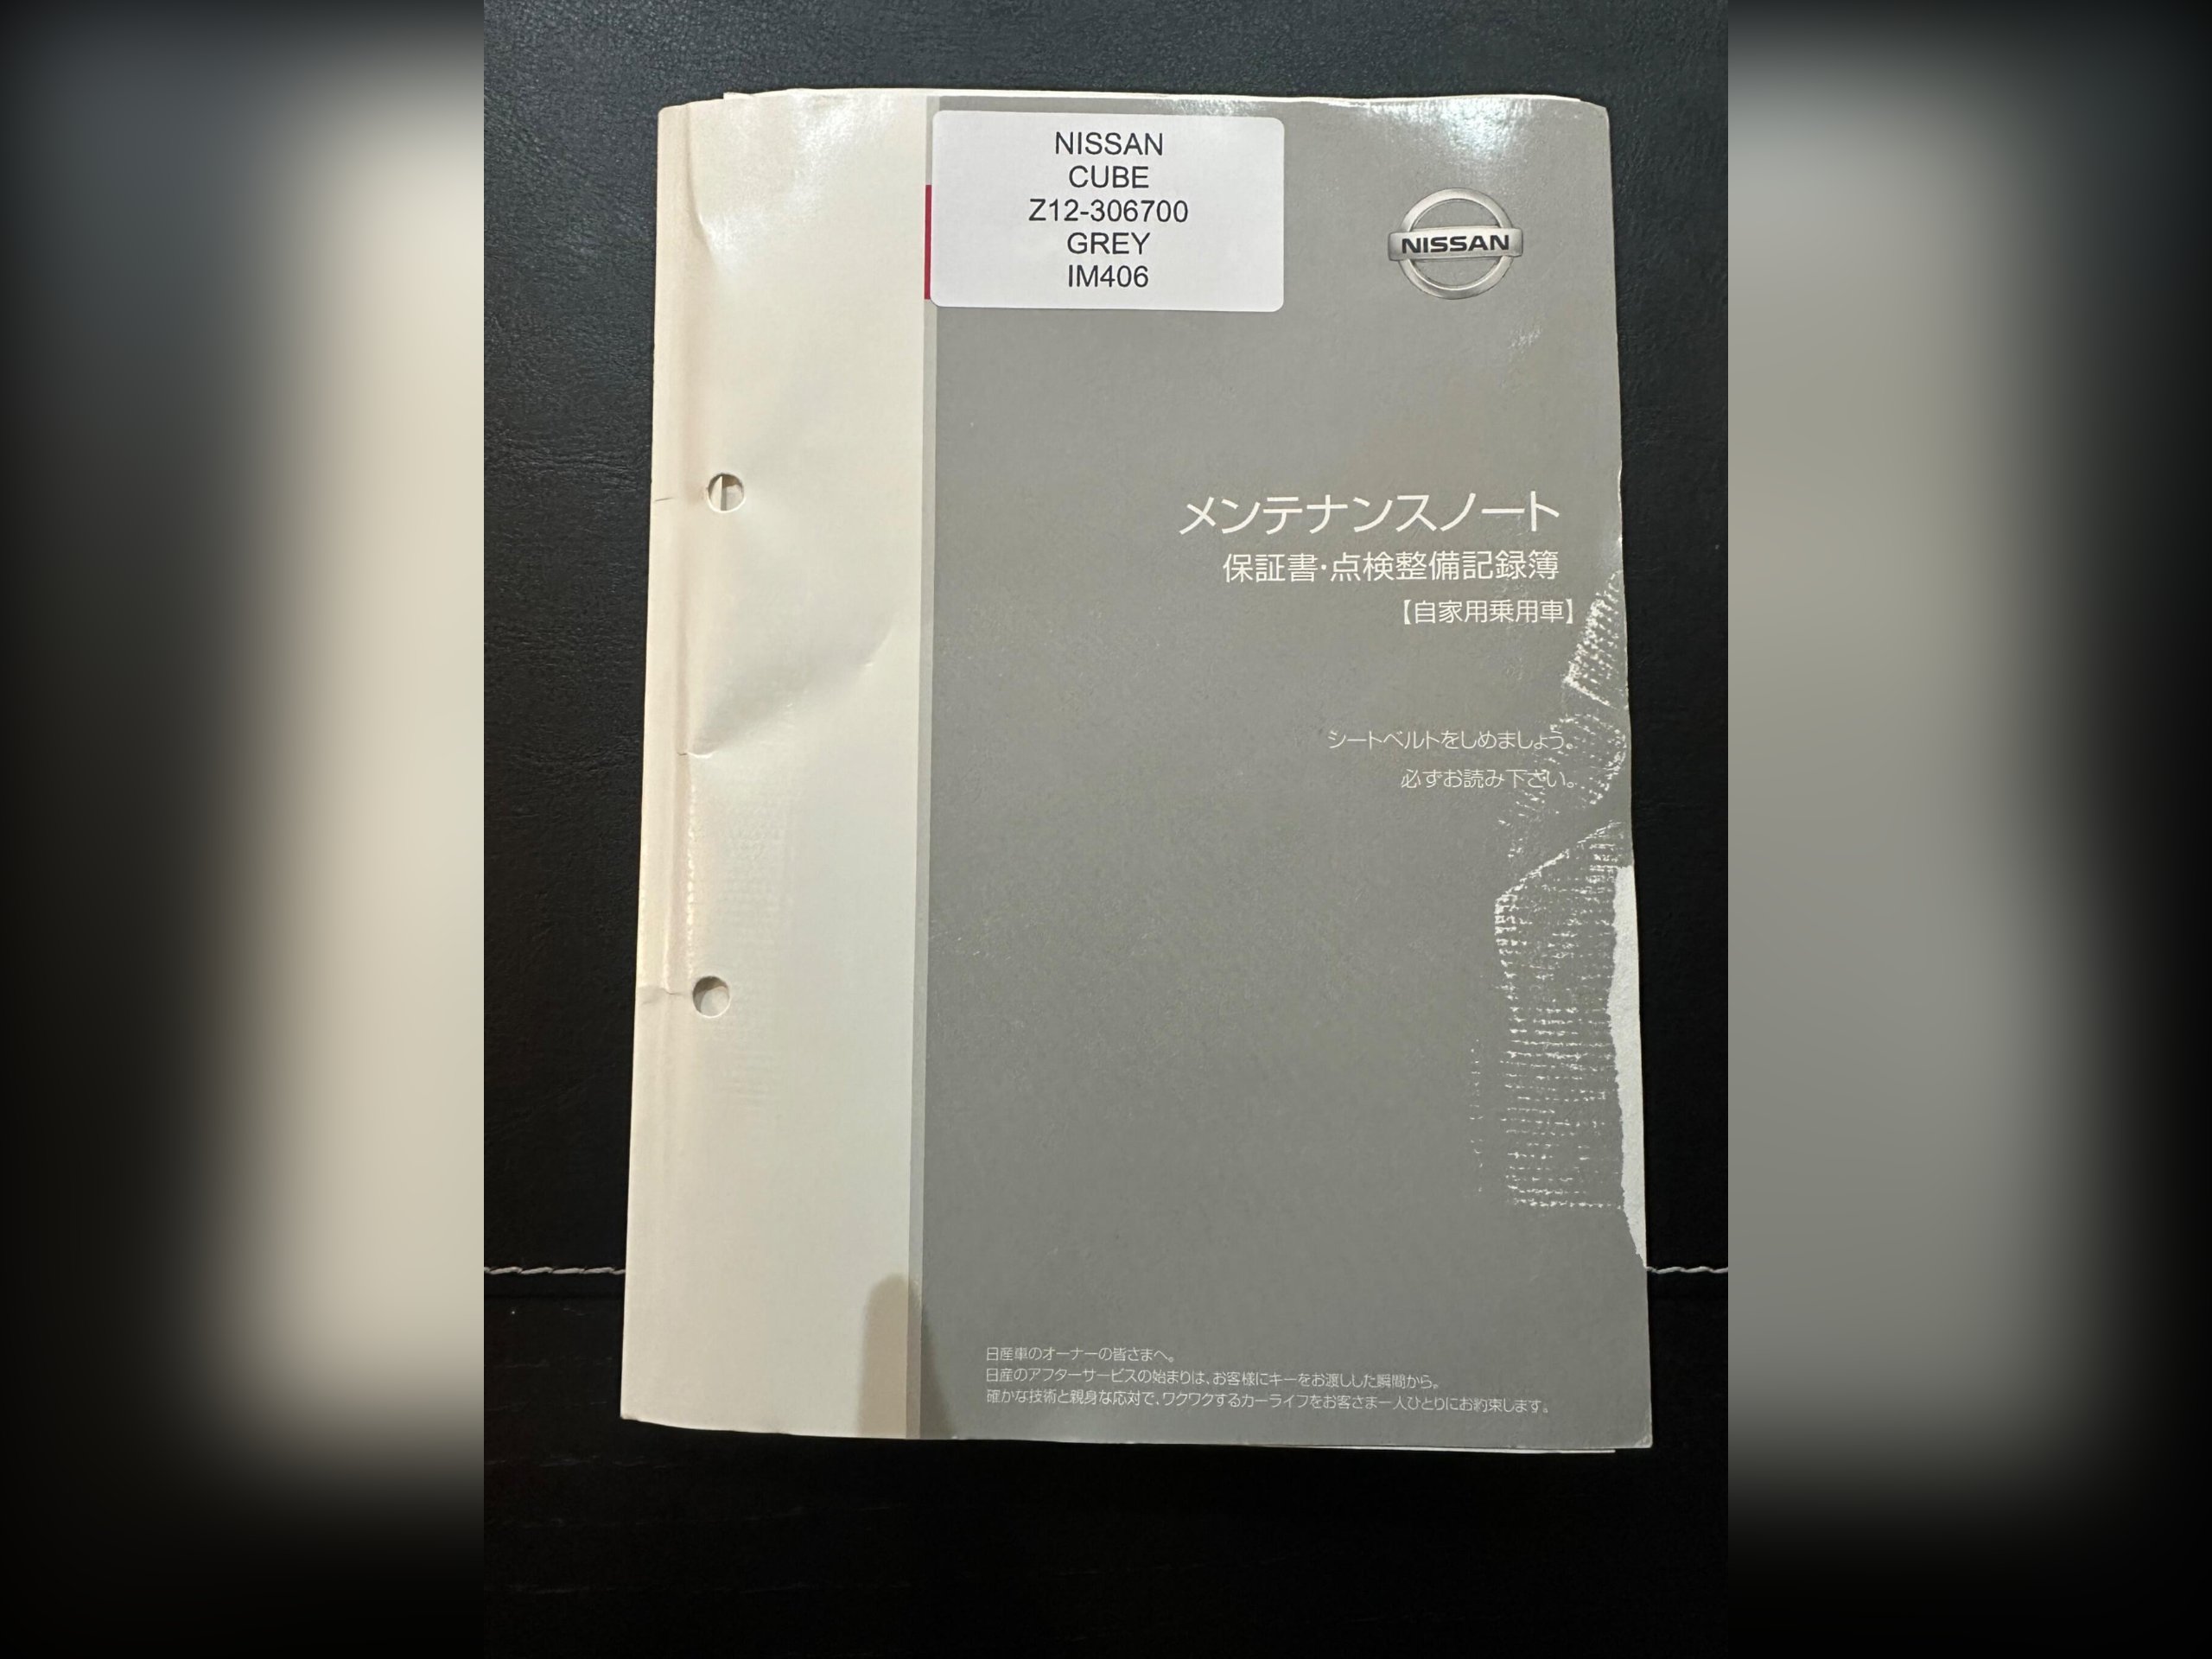 NISSAN
CUBE
Z12-306700
GREY
IM406
NISSAN
メンテナンスノート
保証書・点検整備記録簿
【自家用乗用車】
シートベルトをしめましょう。
必ずお読み下さい。
日産車のオーナーの皆さまへ。
日産のアフターサービスの始まりは、お客様にキーをお渡しした瞬間から。
確かな技術と親身な応対で、ワクワクするカーライフをお客さま一人ひとりにお約束します。